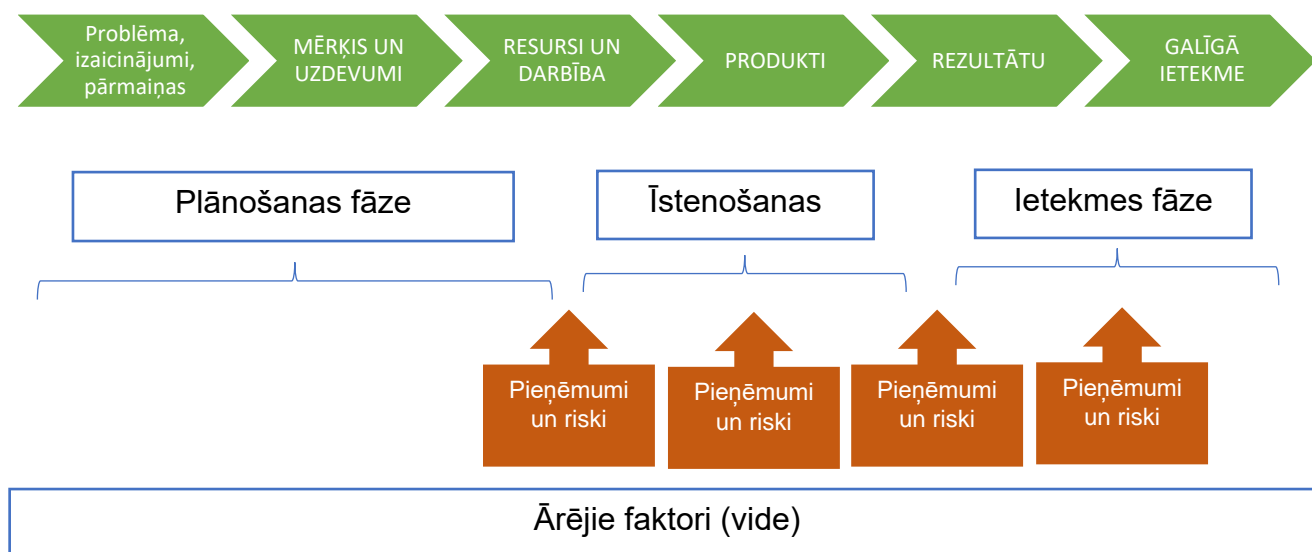 Problēma,
izaicinājumi,
pārmaiņas
MĒRĶIS UN
UZDEVUMI
RESURSI UN
DARBĪBA
PRODUKTI
REZULTĀTU
GALĪGĀ
IETEKME
Plānošanas fāze
Īstenošanas
Ietekmes fāze
Pieņēmumi
un riski
Pieņēmumi
un riski
Pieņēmumi
un riski
Pieņēmumi
un riski
Ārējie faktori (vide)